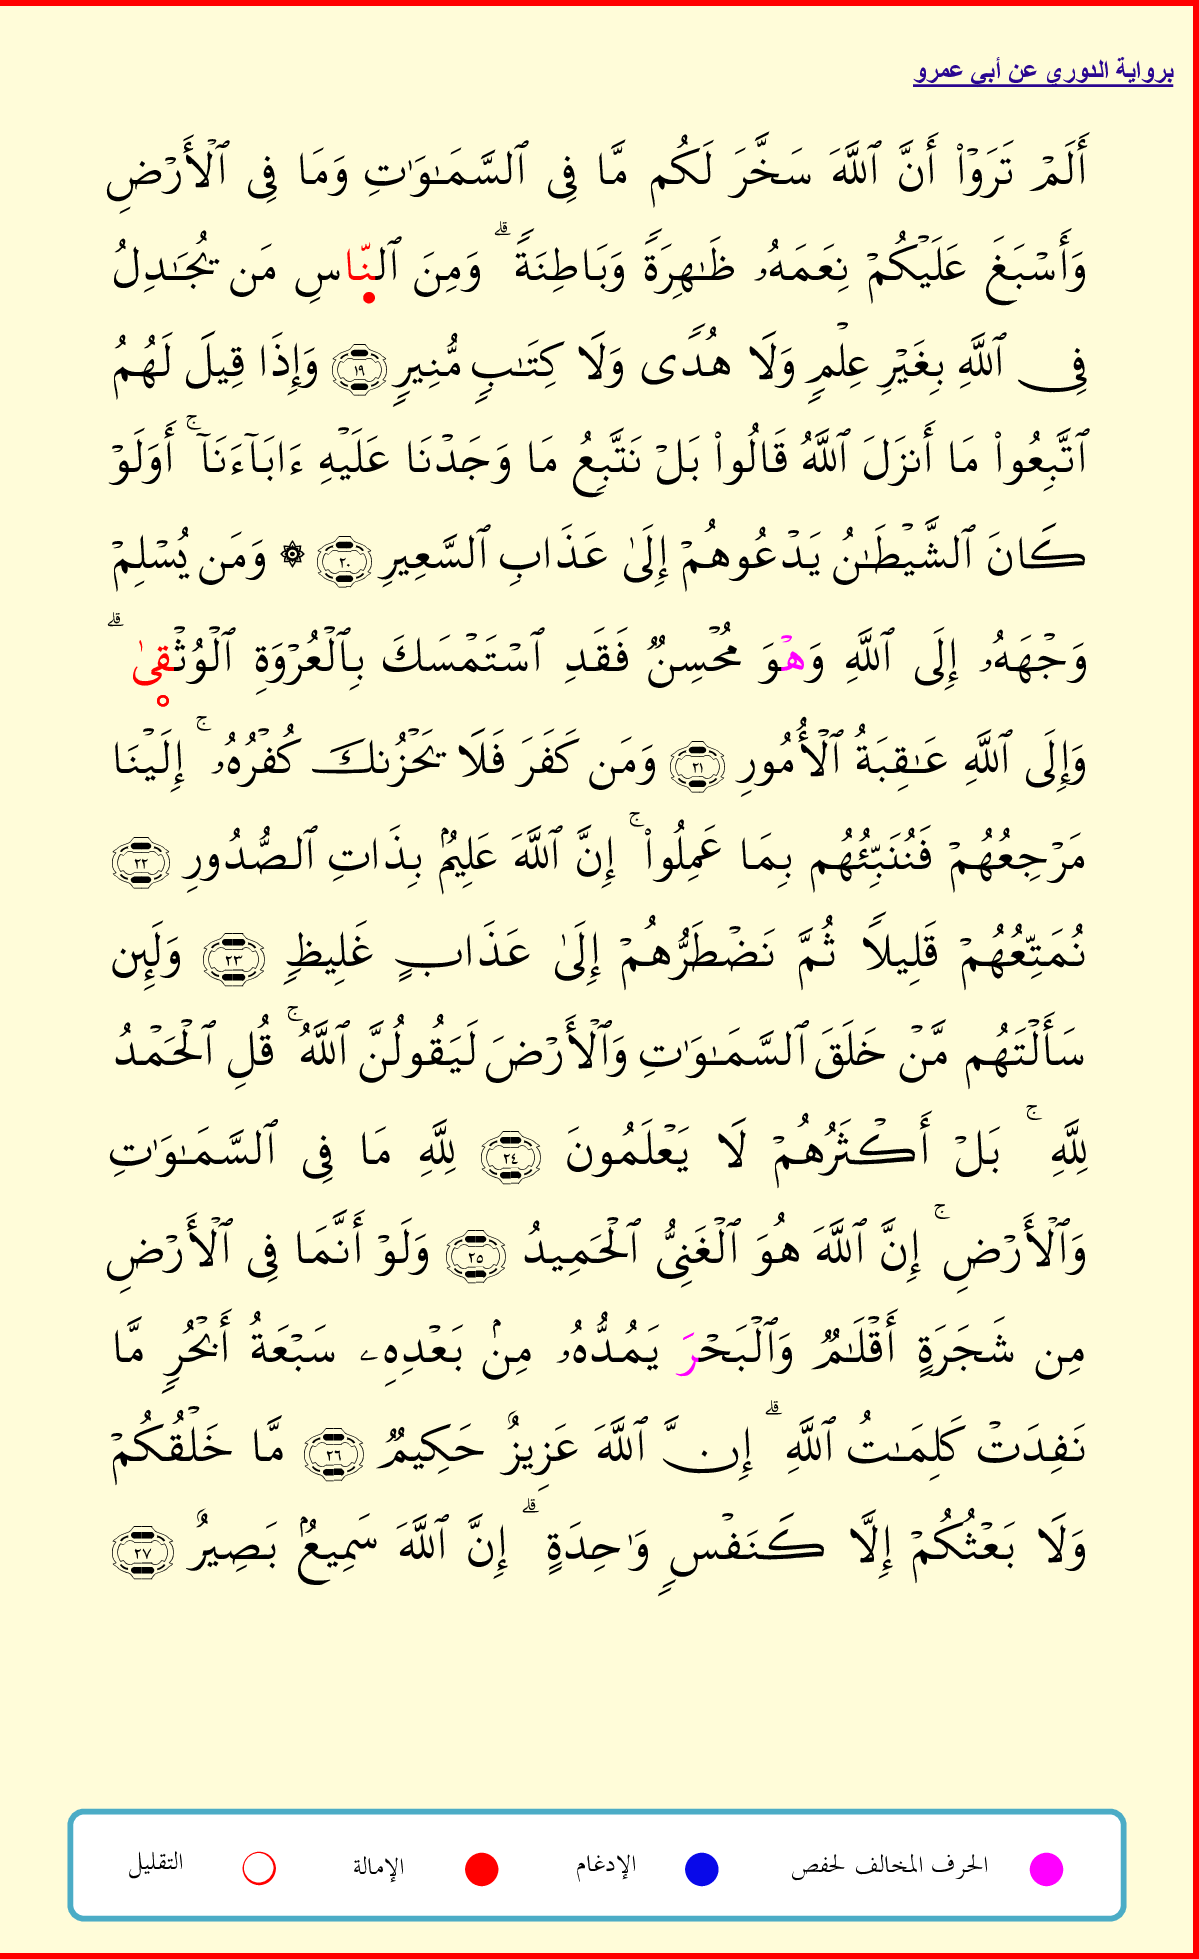 برواية الدوري عن أبي عمرو
أَلَمْ تَرَوْا۟ أَنَّ ٱللَّهَ سَخَّرَ لَكُم مَّا فِى ٱلسَّمَـٰوَٰتِ وَمَا فِى ٱلْأَرْضِ
وَأَسْبَغَ عَلَيْكُمْ نِعَمَهُۥ ظَـٰهِرَةً وَبَاطِنَةً ۗ وَمِنَ ٱلنَّاسِ مَن يُجَـٰدِلُ
فِى ٱللَّهِ بِغَيْرِ عِلْمٍ وَلَا هُدًى وَلَا كِتَـٰبٍ مُّنِيرٍ ١٩ وَإِذَا قِيلَ لَهُمُ
ٱتَّبِعُوا۟ مَا أَنزَلَ ٱللَّهُ قَالُوا۟ بَلْ نَتَّبِعُ مَا وَجَدْنَا عَلَيْهِ ءَابَآءَنَآ ۚ أَوَلَوْ
كَانَ ٱلشَّيْطَـٰنُ يَدْعُوهُمْ إِلَىٰ عَذَابِ ٱلسَّعِيرِ ٢٠ ۞ وَمَن يُسْلِمْ
وَجْهَهُۥ إِلَى ٱللَّهِ وَهْوَ مُحْسِنٌ فَقَدِ ٱسْتَمْسَكَ بِٱلْعُرْوَةِ ٱلْوُثْقِىٰ ۗ
وَإِلَى ٱللَّهِ عَـٰقِبَةُ ٱلْأُمُورِ ٢١ وَمَن كَفَرَ فَلَا يَحْزُنكَ كُفْرُهُۥ ۚ إِلَيْنَا
مَرْجِعُهُمْ فَنُنَبِّئُهُم بِمَا عَمِلُوا۟ ۚ إِنَّ ٱللَّهَ عَلِيمٌۢ بِذَاتِ ٱلصُّدُورِ ٢٢
نُمَتِّعُهُمْ قَلِيلًا ثُمَّ نَضْطَرُّهُمْ إِلَىٰ عَذَابٍ غَلِيظٍ ٢٣ وَلَئِن
سَأَلْتَهُم مَّنْ خَلَقَ ٱلسَّمَـٰوَٰتِ وَٱلْأَرْضَ لَيَقُولُنَّ ٱللَّهُ ۚ قُلِ ٱلْحَمْدُ
لِلَّهِ ۚ بَلْ أَكْثَرُهُمْ لَا يَعْلَمُونَ ٢٤ لِلَّهِ مَا فِى ٱلسَّمَـٰوَٰتِ
وَٱلْأَرْضِ ۚ إِنَّ ٱللَّهَ هُوَ ٱلْغَنِىُّ ٱلْحَمِيدُ ٢٥ وَلَوْ أَنَّمَا فِى ٱلْأَرْضِ
مِن شَجَرَةٍ أَقْلَـٰمٌ وَٱلْبَحْرَ يَمُدُّهُۥ مِنۢ بَعْدِهِۦ سَبْعَةُ أَبْحُرٍ مَّا
نَفِدَتْ كَلِمَـٰتُ ٱللَّهِ ۗ إِنَّ ٱللَّهَ عَزِيزٌ حَكِيمٌ ٢٦ مَّا خَلْقُكُمْ
وَلَا بَعْثُكُمْ إِلَّا كَنَفْسٍ وَٰحِدَةٍ ۗ إِنَّ ٱللَّهَ سَمِيعٌۢ بَصِيرٌ ٢٧
الحرف المخالف لحفص الإدغام الإمالة التقليل